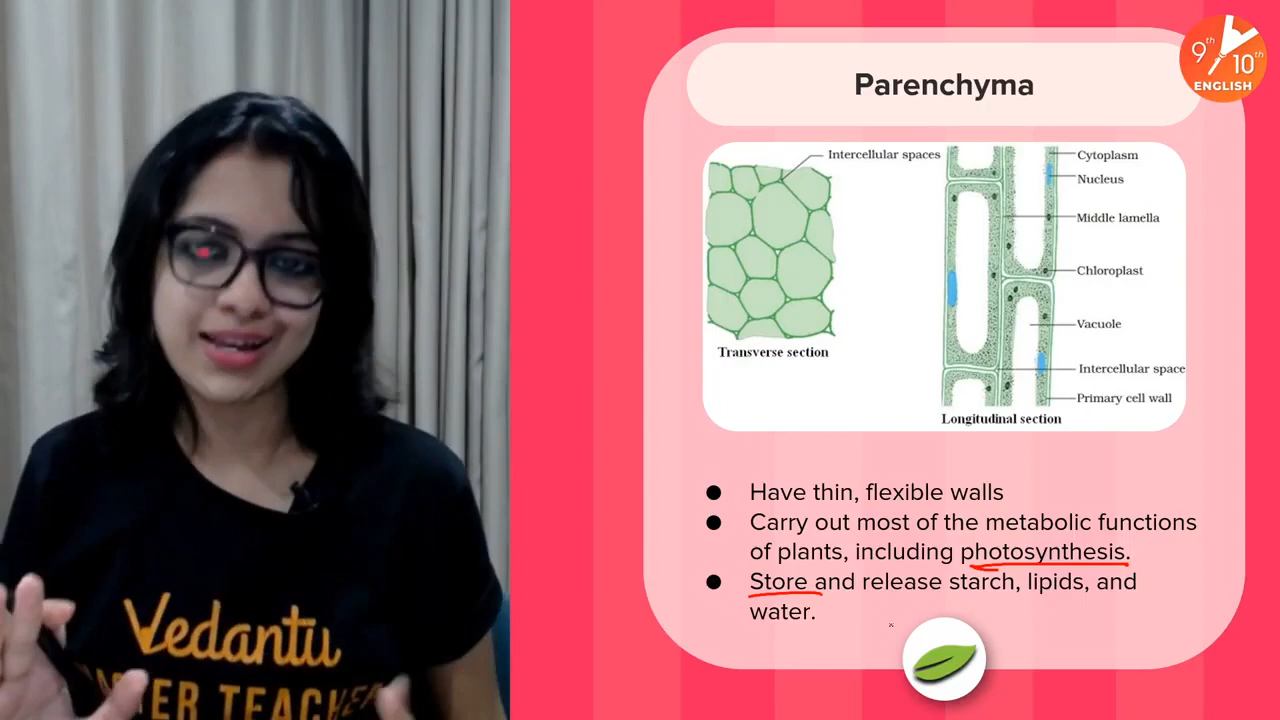 Parenchyma
9th 10th
ENGLISH
Intercellular spaces
Transverse section
Cytoplasm
Nucleus
Middle lamella
Chloroplast
Vacuole
Intercellular space
Primary cell wall
Longitudinal section
● Have thin, flexible walls
● Carry out most of the metabolic functions
of plants, including photosynthesis.
● Store and release starch, lipids, and
water.
Vedantu
TEACHER